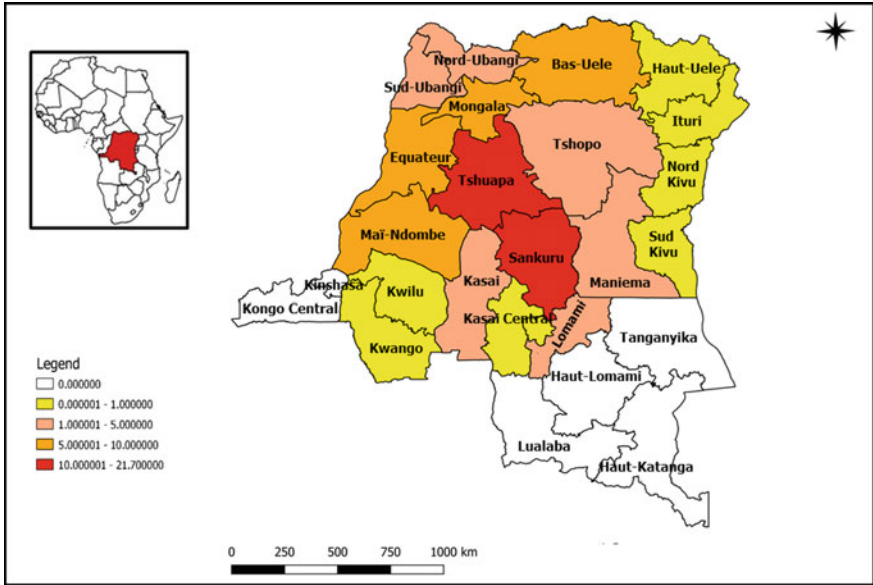 Nord-Ubangi
Bas-Uele
Haut-Uele
Sud-Ubangi
Mongala
Ituri
Tshopo
Equateur
Nord
Kivu
Tshuapa
Maï-Ndombe
Sud
Kivu
Sankuru
Kasai
Maniema
Kinshasa
Kwilu
Kongo Central
Kasai Central
Lomami
Tanganyika
Kwango
Haut-Lomami
Lualaba
Haut-Katanga
Legend
0.000000
0.000001 - 1.000000
1.000001 - 5.000000
5.000001 - 10.000000
10.000001 - 21.700000
0 250 500 750 1000 km